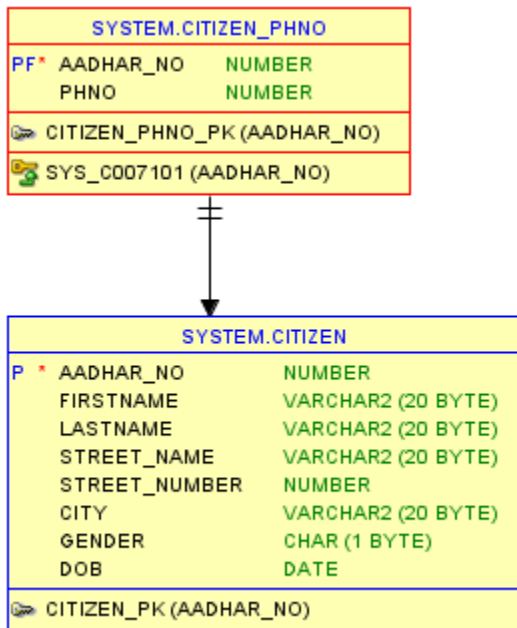 SYSTEM.CITIZEN_PHNO
PF* AADHAR_NO NUMBER
PHNO NUMBER
CITIZEN_PHNO_PK (AADHAR_NO)
SYS_C007101 (AADHAR_NO)
SYSTEM.CITIZEN
P * AADHAR_NO NUMBER
FIRSTNAME VARCHAR2 (20 BYTE)
LASTNAME VARCHAR2 (20 BYTE)
STREET_NAME VARCHAR2 (20 BYTE)
STREET_NUMBER NUMBER
CITY VARCHAR2 (20 BYTE)
GENDER CHAR (1 BYTE)
DOB DATE
CITIZEN_PK (AADHAR_NO)